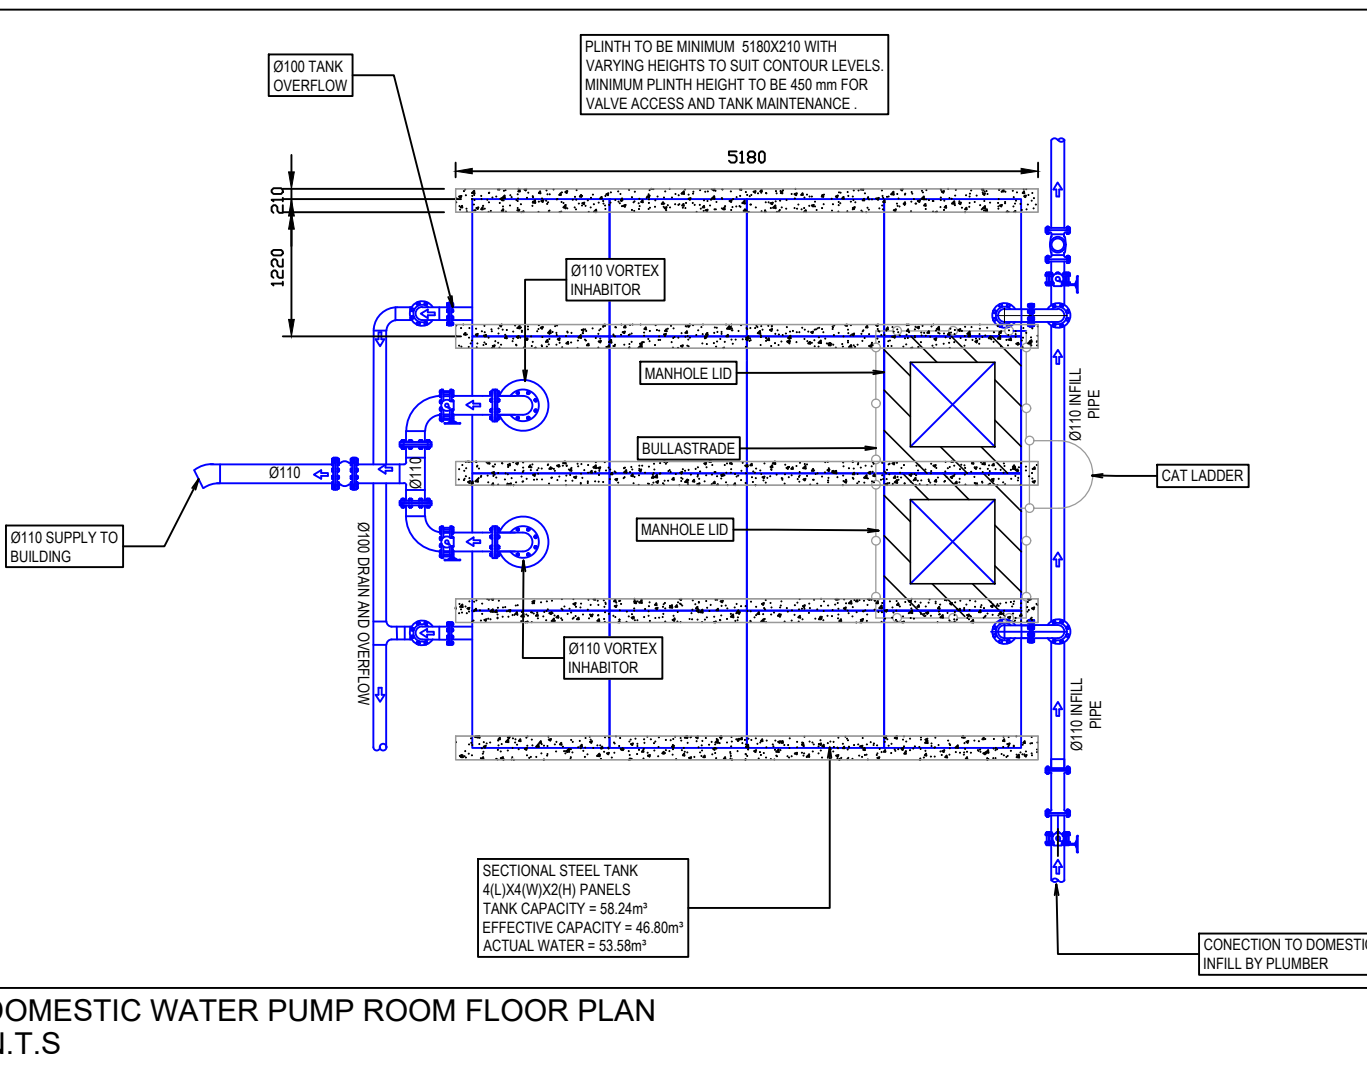 PLINTH TO BE MINIMUM 5180X210 WITH
VARYING HEIGHTS TO SUIT CONTOUR LEVELS.
MINIMUM PLINTH HEIGHT TO BE 450 mm FOR
VALVE ACCESS AND TANK MAINTENANCE .
Ø100 TANK
OVERFLOW
5180
210
1220
Ø110 VORTEX
INHABITOR
MANHOLE LID
BULLASTRADE
MANHOLE LID
Ø110 INFILL
PIPE
CAT LADDER
Ø110
Ø110
Ø110 SUPPLY TO
BUILDING
Ø100 DRAIN AND OVERFLOW
Ø110 VORTEX
INHABITOR
Ø110 INFILL
PIPE
SECTIONAL STEEL TANK
4(L)X4(W)X2(H) PANELS
TANK CAPACITY = 58.24m³
EFFECTIVE CAPACITY = 46.80m³
ACTUAL WATER = 53.58m³
CONECTION TO DOMESTIC
INFILL BY PLUMBER
DOMESTIC WATER PUMP ROOM FLOOR PLAN
N.T.S